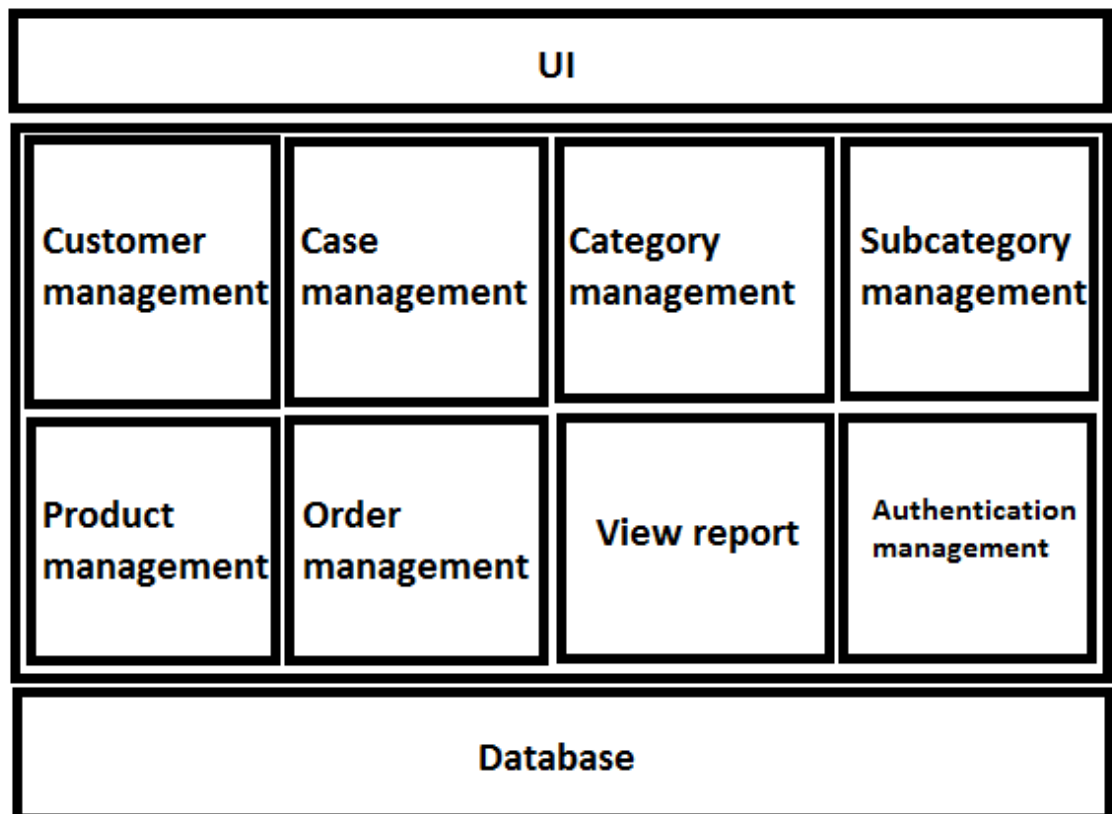 UI
Customer
management
Case
management
Category
management
Subcategory
management
Product
management
Order
management
View report
Authentication
management
Database